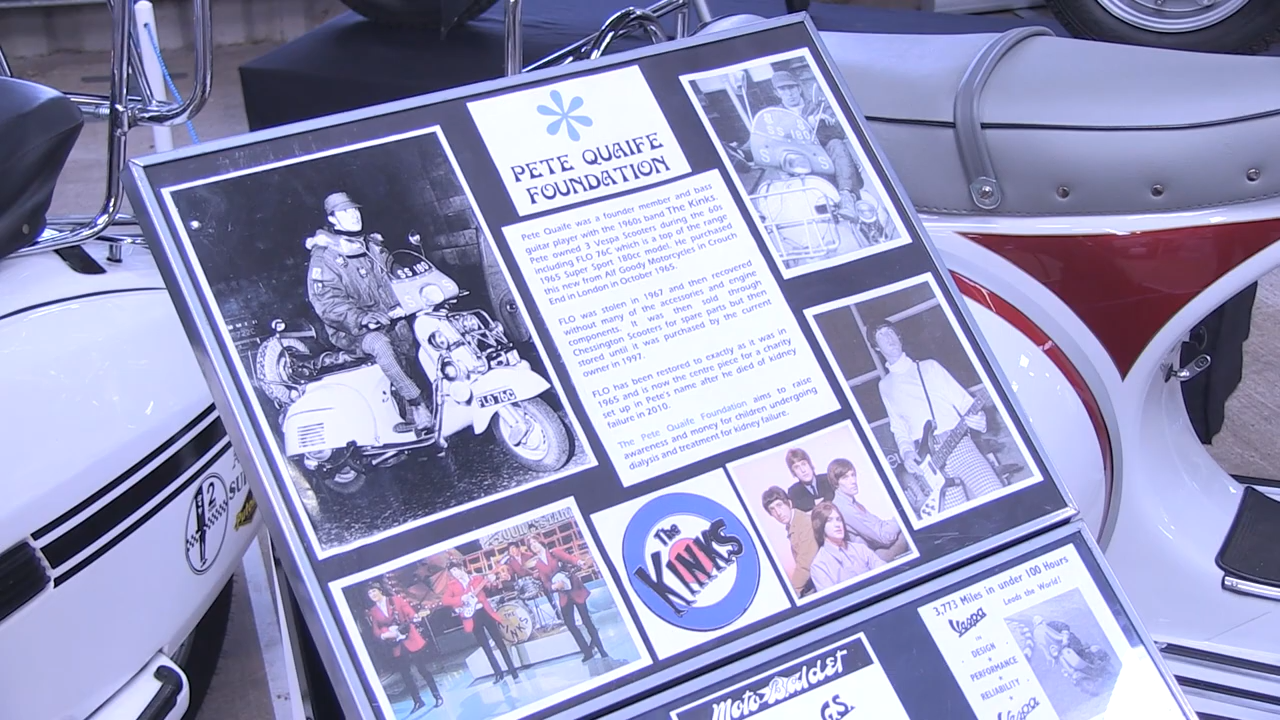 PETE QUAIFE
FOUNDATION
Pete Quaife was a founder member and bass
guitar player with the 1960s band The Kinks.
Pete owned 3 Vespa Scooters during the 60s
including FLO 76C which is a top of the range
1965 Super Sport 180cc model. He purchased
this new from Alf Goody Motorcycles in Crouch
End in London in October 1965.
FLO was stolen in 1967 and then recovered
without many of the accessories and engine
components. It was then sold through
Chessington Scooters for spare parts but then
stored until it was purchased by the current
owner in 1997.
FLO has been restored to exactly as it was in
1965 and is now the centre piece for a charity
set up in Pete's name after he died of kidney
failure in 2010.
The Pete Quaife Foundation aims to raise
awareness and money for children undergoing
dialysis and treatment for kidney failure.
SS 180
S S
FLO 76C
SS 180
S S
THE
KINKS
The
KINKS
2
SU
3,773 Miles in under 100 Hours
Leads the World!
Vespa
IN
DESIGN
+
PERFORMANCE
+
RELIABILITY
+
Vespa
Moto Baldet
GS.